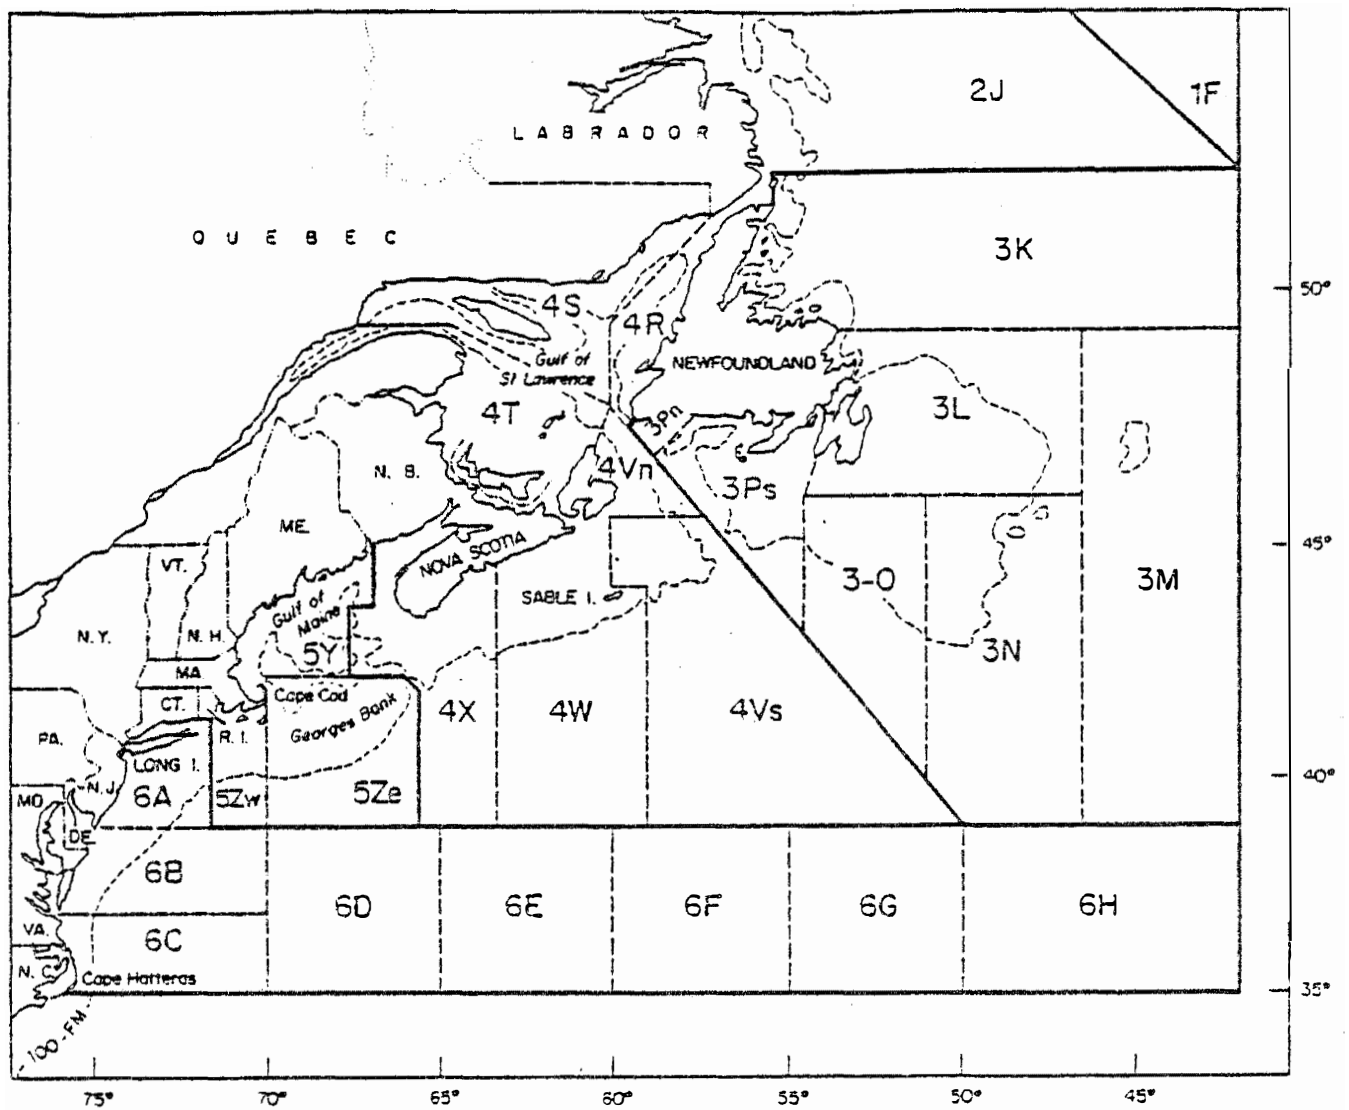 2J
1F
LABRADOR
QUEBEC
3K
50°
4S
4R
Gulf of
St Lawrence
NEWFOUNDLAND
4T
3Pn
3L
N. B.
4Vn
3Ps
ME.
NOVA SCOTIA
45°
VT.
SABLE I.
3-O
3M
Gulf of
Maine
N.Y.
N.H.
5Y
3N
MA
Cape Cod
CT.
Georges Bank
4X
4W
4Vs
PA.
R.I.
LONG I.
40°
N.J.
6A
5Zw
5Ze
MD
DE
6B
6D
6E
6F
6G
6H
VA.
6C
N.C.
Cape Hatteras
35°
100-FM
75°
70°
65°
60°
55°
50°
45°